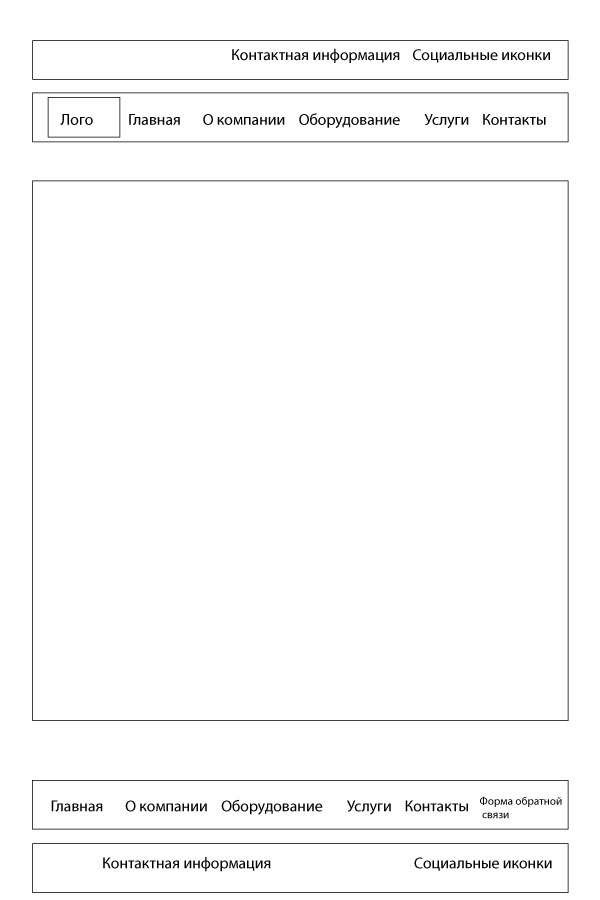 Контактная информация Социальные иконки
Лого Главная О компании Оборудование Услуги Контакты
Главная О компании Оборудование Услуги Контакты Форма обратной
связи
Контактная информация Социальные иконки